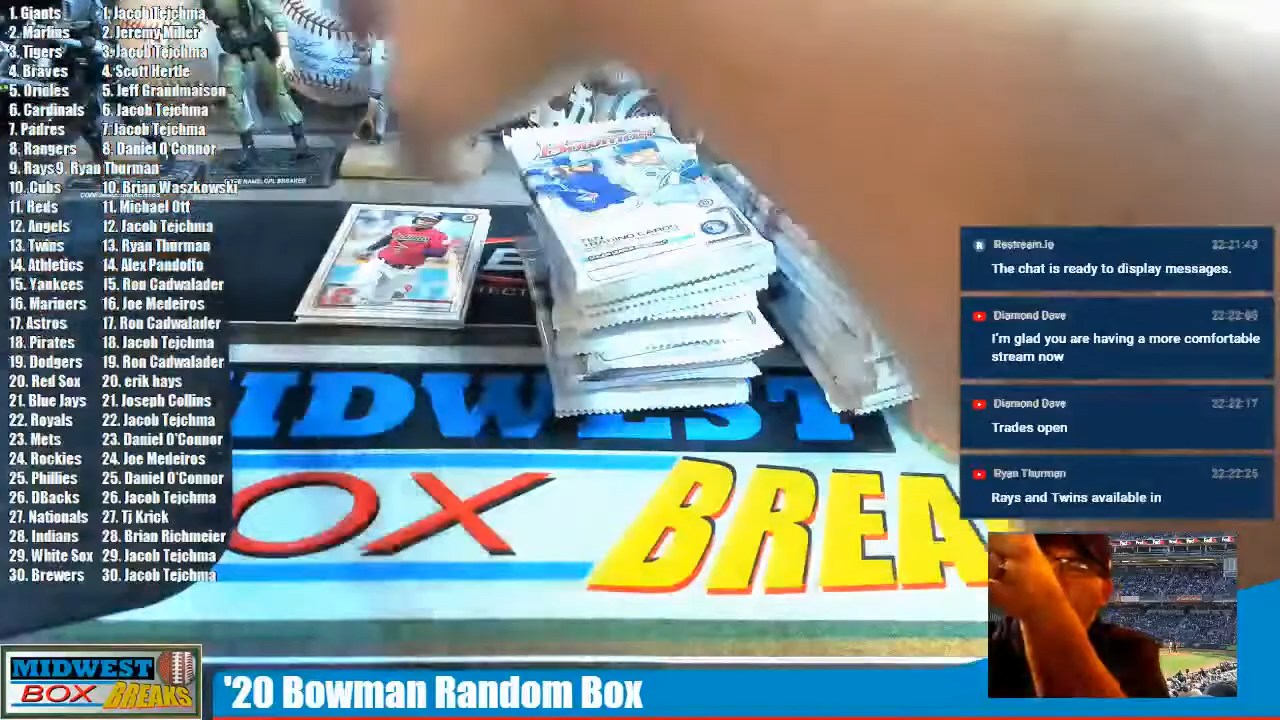 1. Giants 1. Jacob Tejchma
2. Marlins 2. Jeremy Miller
3. Tigers 3. Jacob Tejchma
4. Braves 4. Scott Hertle
5. Orioles 5. Jeff Grandmaison
6. Cardinals 6. Jacob Tejchma
7. Padres 7. Jacob Tejchma
8. Rangers 8. Daniel O'Connor
9. Rays 9. Ryan Thurman
10. Cubs 10. Brian Waszkowski
11. Reds 11. Michael Ott
12. Angels 12. Jacob Tejchma
13. Twins 13. Ryan Thurman
14. Athletics 14. Alex Pandolfo
15. Yankees 15. Ron Cadwalader
16. Mariners 16. Joe Medeiros
17. Astros 17. Ron Cadwalader
18. Pirates 18. Jacob Tejchma
19. Dodgers 19. Ron Cadwalader
20. Red Sox 20. erik hays
21. Blue Jays 21. Joseph Collins
22. Royals 22. Jacob Tejchma
23. Mets 23. Daniel O'Connor
24. Rockies 24. Joe Medeiros
25. Phillies 25. Daniel O'Connor
26. DBacks 26. Jacob Tejchma
27. Nationals 27. Tj Krick
28. Indians 28. Brian Richmeier
29. White Sox 29. Jacob Tejchma
30. Brewers 30. Jacob Tejchma
Bowman
TEN TRADING CARDS
MIDWEST
BOX BREA
Restream.io 22:21:43
The chat is ready to display messages.
Diamond Dave
I'm glad you are having a more comfortable
stream now
Diamond Dave 22:22:17
Trades open
Ryan Thurman 22:22:25
Rays and Twins available in
MIDWEST
BOX BREAKS
'20 Bowman Random Box